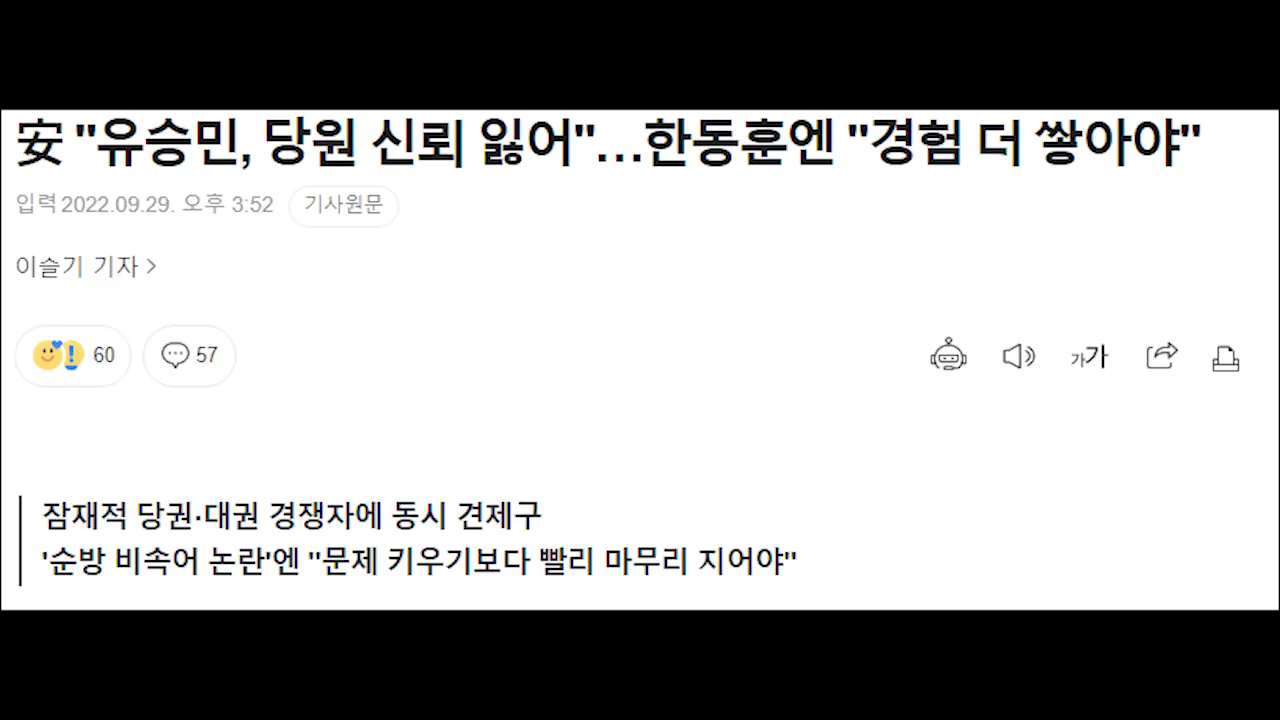 安 "유승민, 당원 신뢰 잃어"…한동훈엔 "경험 더 쌓아야"
입력 2022.09.29. 오후 3:52 기사원문
이슬기 기자 >
60 57 가가
잠재적 당권·대권 경쟁자에 동시 견제구
'순방 비속어 논란'엔 "문제 키우기보다 빨리 마무리 지어야"